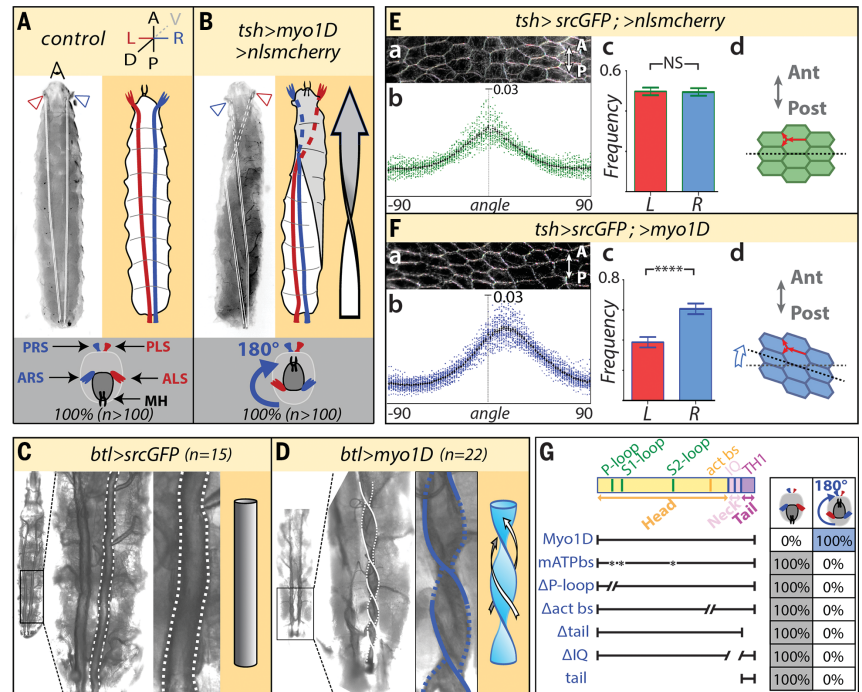 A
control
A
V
L
R
D
P
A
PRS
PLS
ARS
ALS
MH
100% (n>100)
B
tsh>myo1D
>nlsmcherry
180°
100% (n>100)
C
btl>srcGFP (n=15)
D
btl>myo1D (n=22)
E
tsh> srcGFP ; >nlsmcherry
a
A
P
b
0.03
-90
angle
90
c
NS
0.6
Frequency
L
R
d
Ant
Post
F
tsh>srcGFP ; >myo1D
a
A
P
b
0.03
-90
angle
90
c
****
0.8
Frequency
L
R
d
Ant
Post
G
P-loop
S1-loop
S2-loop
act bs
IQ
TH1
Head
Neck
Tail
180°
Myo1D 0% 100%
mATPbs *·* * 100% 0%
ΔP-loop 100% 0%
Δact bs 100% 0%
Δtail 100% 0%
ΔIQ 100% 0%
tail 100% 0%